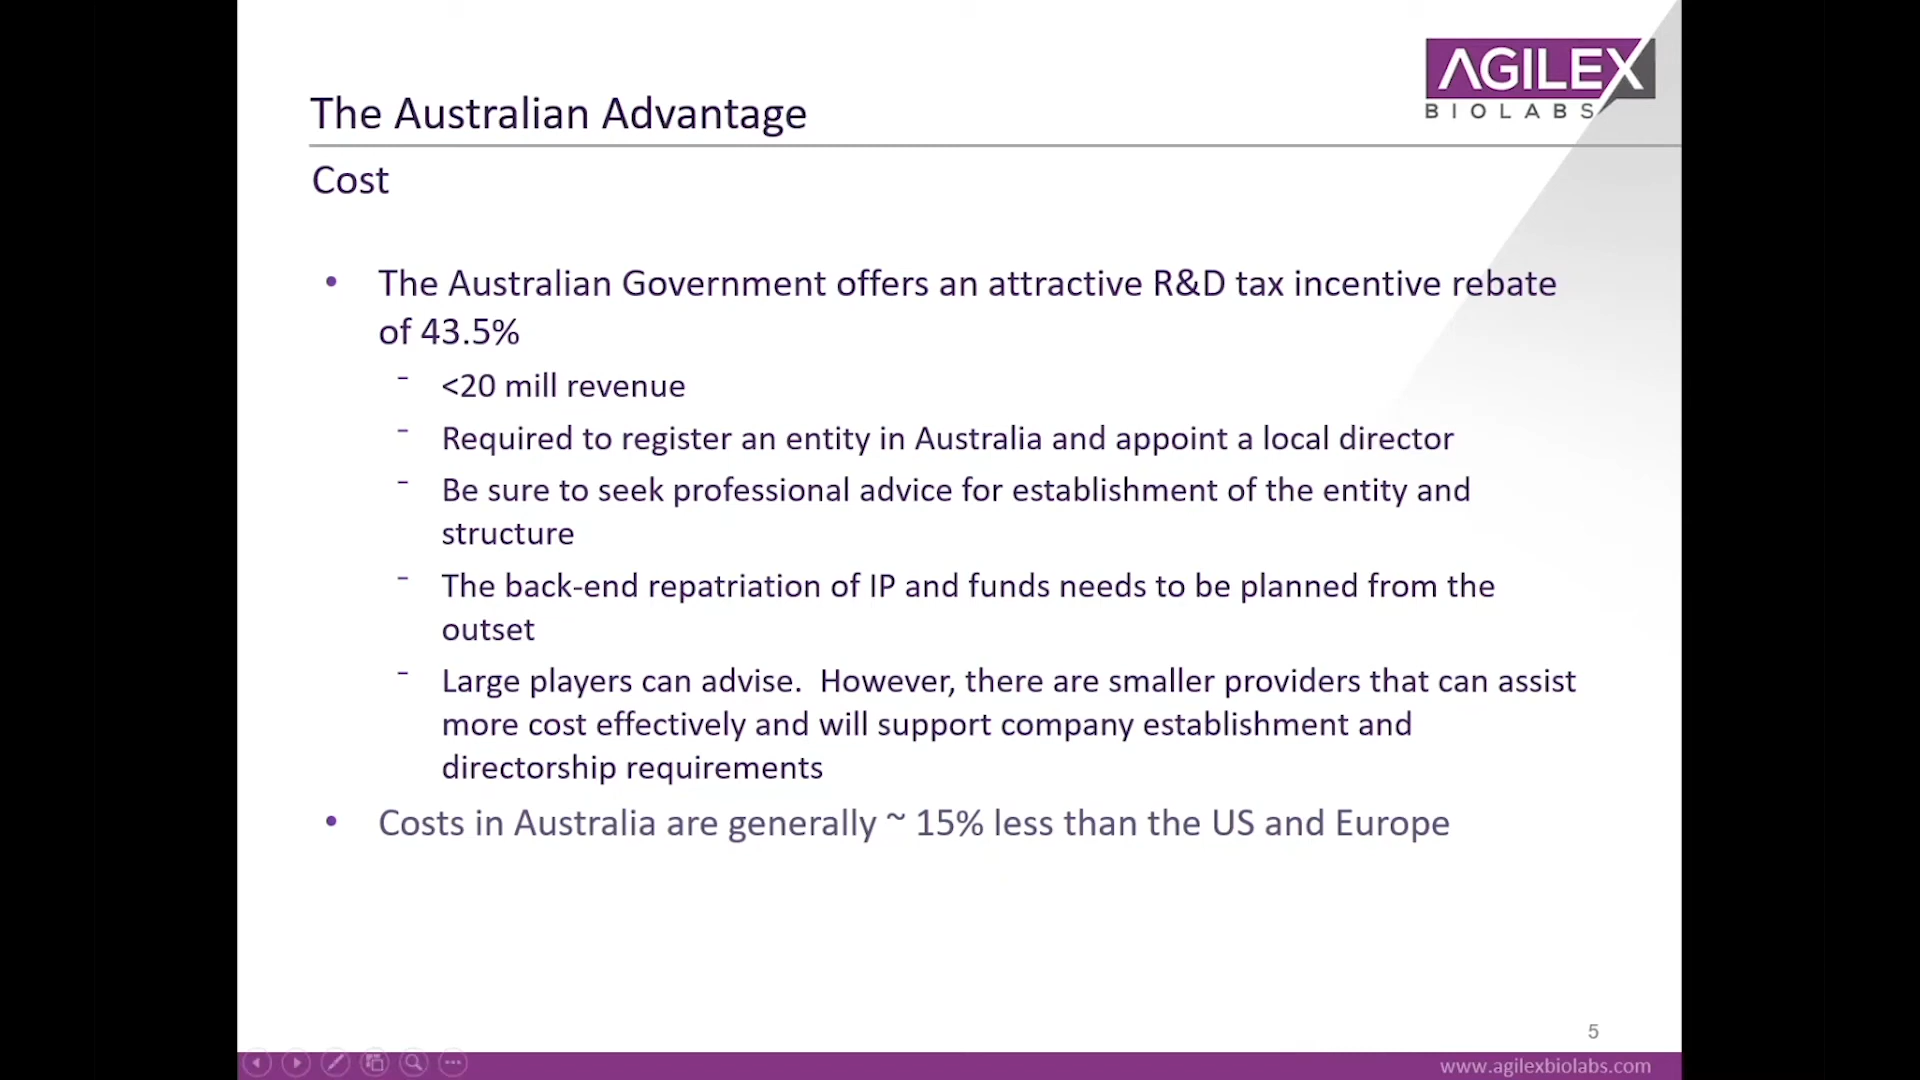 AGILEX
BIOLABS
The Australian Advantage
Cost
• The Australian Government offers an attractive R&D tax incentive rebate
of 43.5%
- <20 mill revenue
- Required to register an entity in Australia and appoint a local director
- Be sure to seek professional advice for establishment of the entity and
structure
- The back-end repatriation of IP and funds needs to be planned from the
outset
- Large players can advise.  However, there are smaller providers that can assist
more cost effectively and will support company establishment and
directorship requirements
• Costs in Australia are generally ~ 15% less than the US and Europe
5
www.agilexbiolabs.com